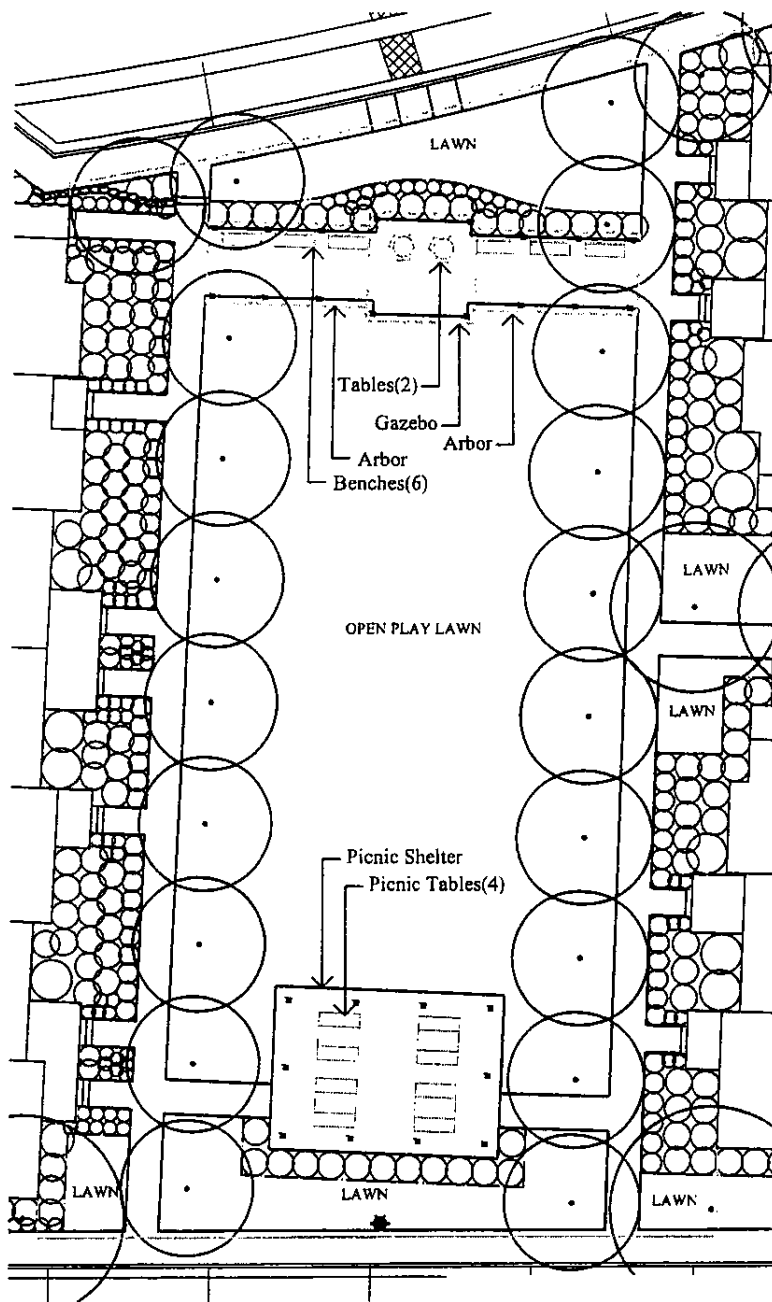 LAWN
Tables(2)
Gazebo
Arbor
Arbor
Benches(6)
LAWN
OPEN PLAY LAWN
LAWN
Picnic Shelter
Picnic Tables(4)
LAWN
LAWN
LAWN